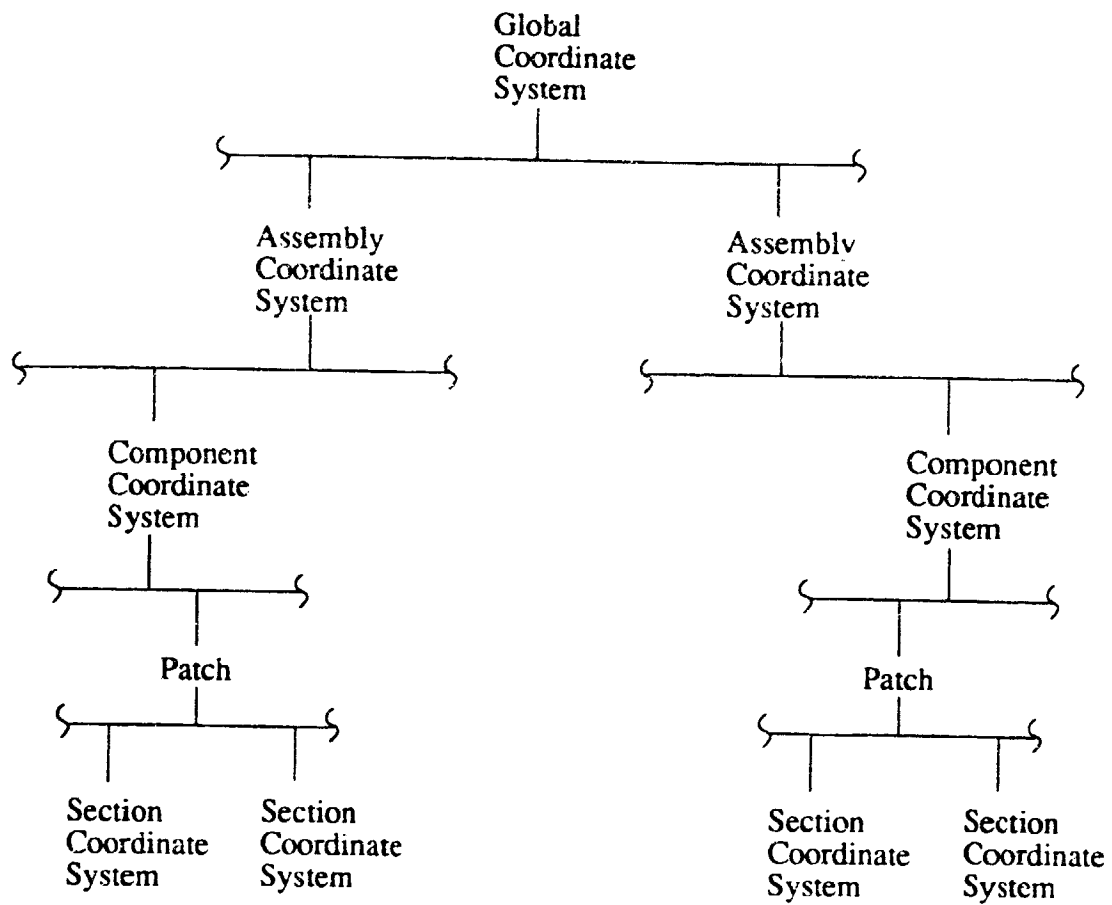 Global
Coordinate
System
Assembly
Coordinate
System
Assembly
Coordinate
System
Component
Coordinate
System
Component
Coordinate
System
Patch
Patch
Section
Coordinate
System
Section
Coordinate
System
Section
Coordinate
System
Section
Coordinate
System